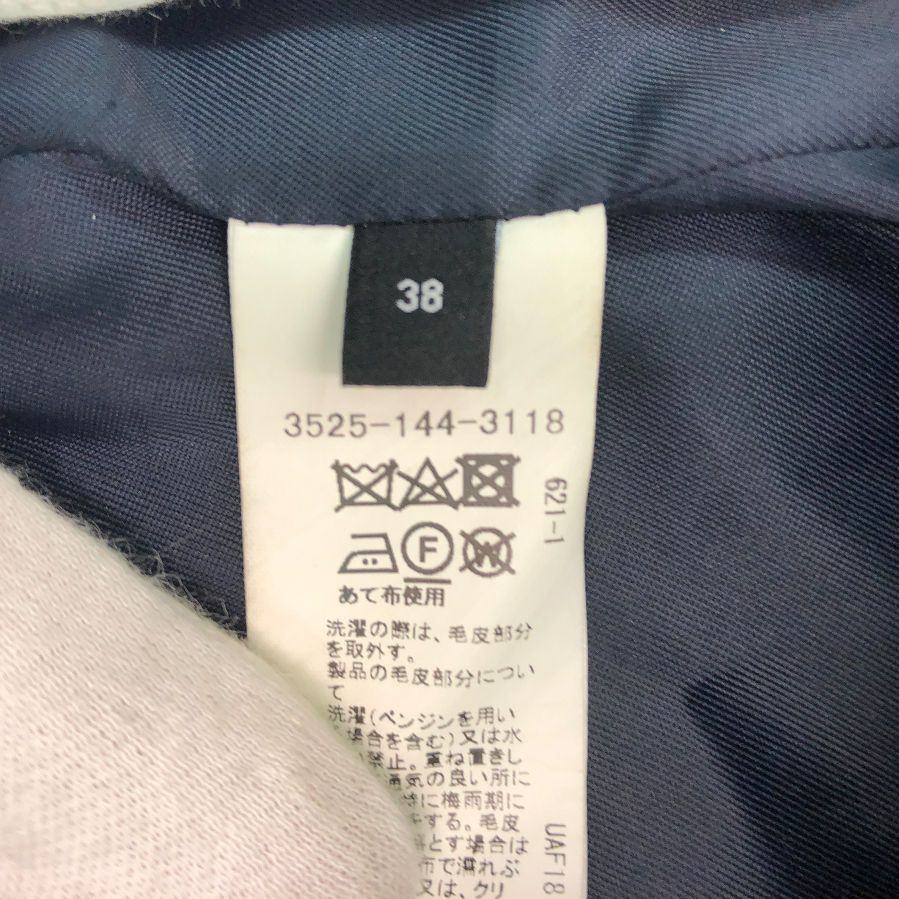 38
3525-144-3118
621-1
F
W
あて布使用
洗濯の際は、毛皮部分
を取外す。
製品の毛皮部分につい
て
洗濯(ベンジンを用い
場合を含む)又は水
禁止。重ね置きし
通気の良い所に
に梅雨期に
する。毛皮
とす場合は
布で濡れぶ
又は、クリ
UAF18